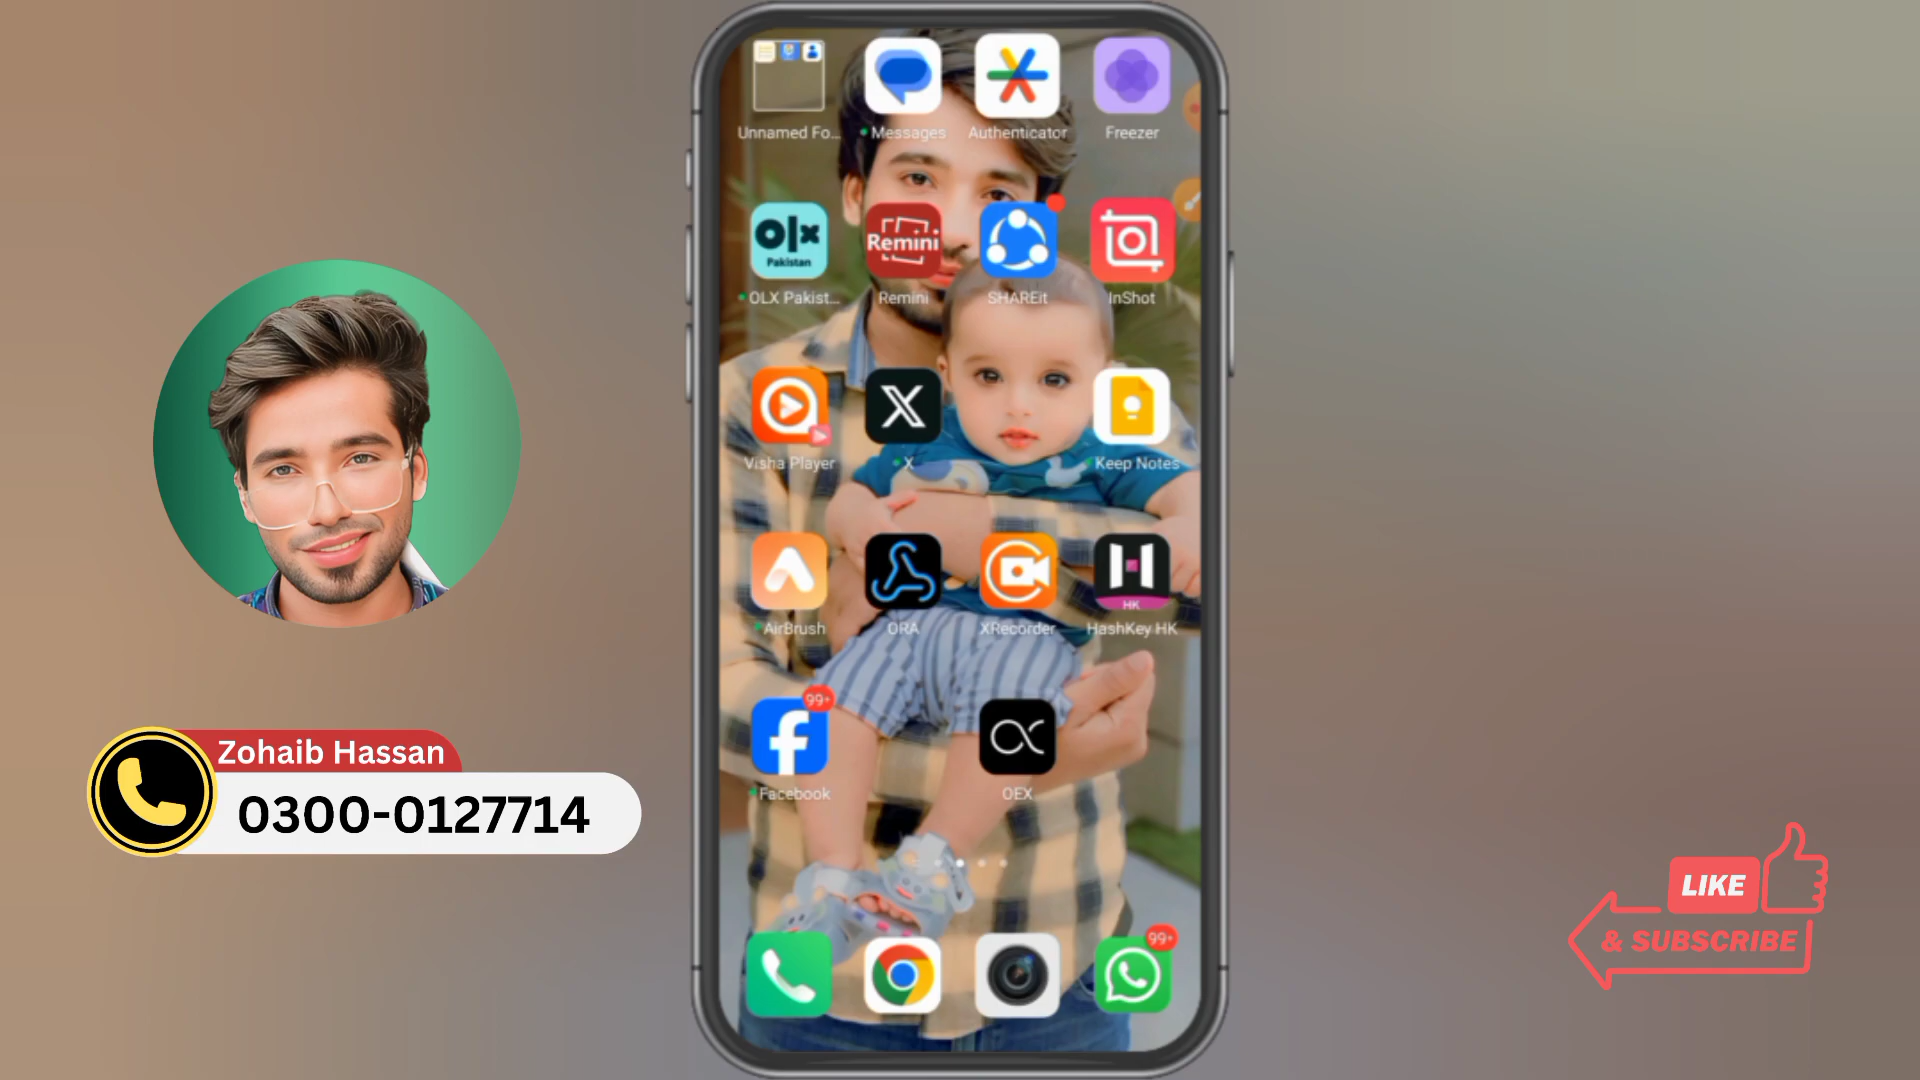 Unnamed Fo...
Messages
Authenticator
Freezer
olx
Pakistan
Remini
OLX Pakist...
Remini
SHAREit
InShot
Visha Player
X
Keep Notes
HK
AirBrush
ORA
XRecorder
HashKey HK
99+
Facebook
OEX
99+
Zohaib Hassan
0300-0127714
LIKE
& SUBSCRIBE